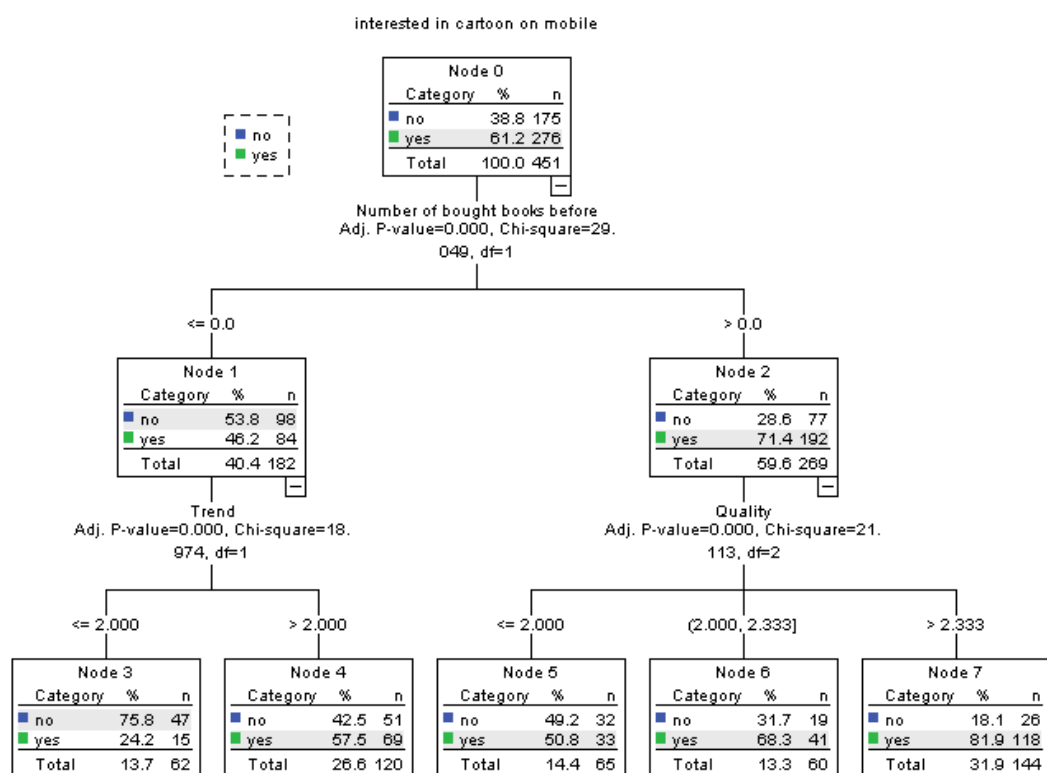 interested in cartoon on mobile
Node 0
Category % n
no 38.8 175
yes 61.2 276
Total 100.0 451
no
yes
Number of bought books before
Adj. P-value=0.000, Chi-square=29.
049, df=1
<= 0.0
> 0.0
Node 1
Category % n
no 53.8 98
yes 46.2 84
Total 40.4 182
Node 2
Category % n
no 28.6 77
yes 71.4 192
Total 59.6 269
Trend
Adj. P-value=0.000, Chi-square=18.
974, df=1
Quality
Adj. P-value=0.000, Chi-square=21.
113, df=2
<= 2.000
> 2.000
<= 2.000
(2.000, 2.333]
> 2.333
Node 3
Category % n
no 75.8 47
yes 24.2 15
Total 13.7 62
Node 4
Category % n
no 42.5 51
yes 57.5 69
Total 26.6 120
Node 5
Category % n
no 49.2 32
yes 50.8 33
Total 14.4 65
Node 6
Category % n
no 31.7 19
yes 68.3 41
Total 13.3 60
Node 7
Category % n
no 18.1 26
yes 81.9 118
Total 31.9 144